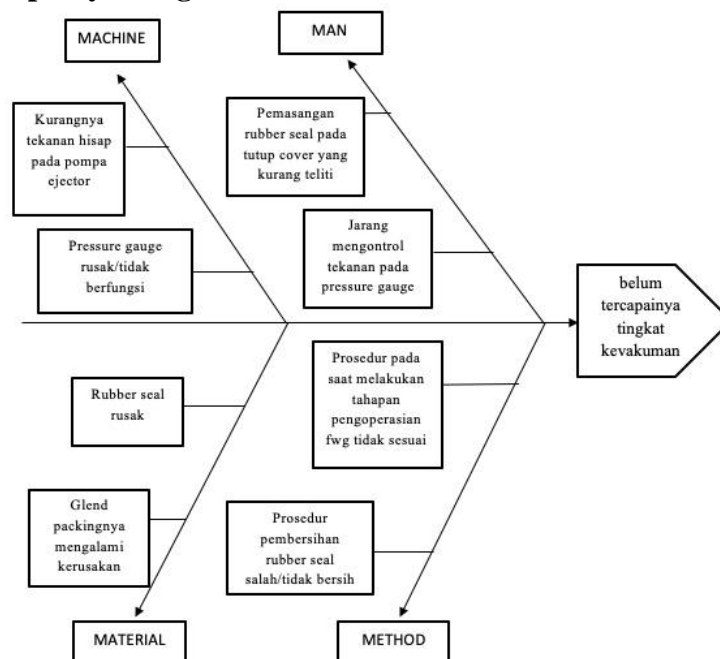 MACHINE
MAN
Kurangnya
tekanan hisap
pada pompa
ejector
Pemasangan
rubber seal pada
tutup cover yang
kurang teliti
Pressure gauge
rusak/tidak
berfungsi
Jarang
mengontrol
tekanan pada
pressure gauge
belum
tercapainya
tingkat
kevakuman
Rubber seal
rusak
Prosedur pada
saat melakukan
tahapan
pengoperasian
fwg tidak sesuai
Glend
packingnya
mengalami
kerusakan
Prosedur
pembersihan
rubber seal
salah/tidak bersih
MATERIAL
METHOD